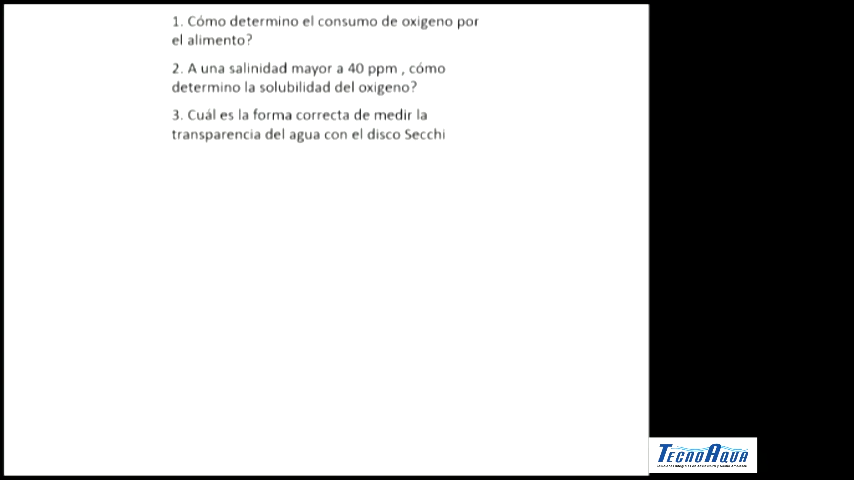 1. Cómo determino el consumo de oxigeno por
el alimento?
2. A una salinidad mayor a 40 ppm , cómo
determino la solubilidad del oxigeno?
3. Cuál es la forma correcta de medir la
transparencia del agua con el disco Secchi
TECNOAQUA